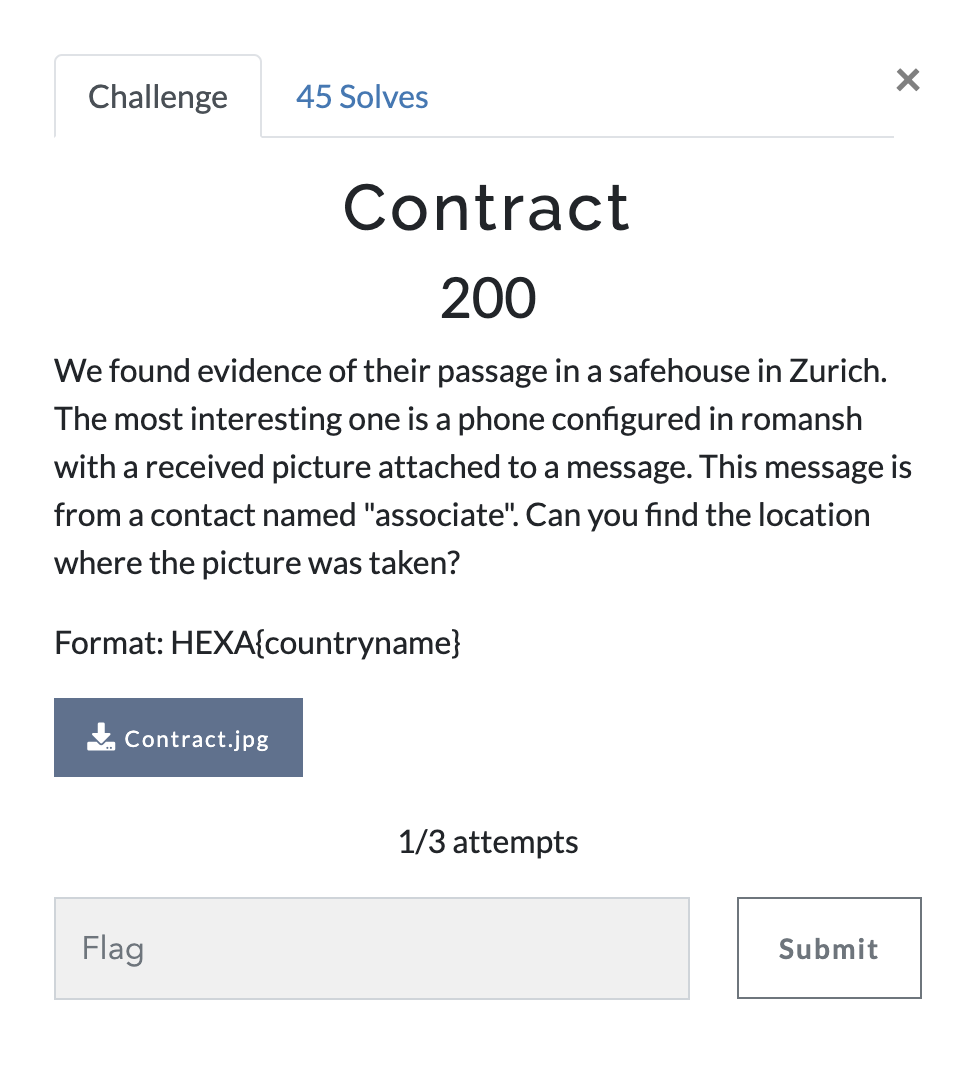 Challenge
45 Solves
×
Contract
200
We found evidence of their passage in a safehouse in Zurich.
The most interesting one is a phone configured in romansh
with a received picture attached to a message. This message is
from a contact named "associate". Can you find the location
where the picture was taken?
Format: HEXA{countryname}
Contract.jpg
1/3 attempts
Flag
Submit